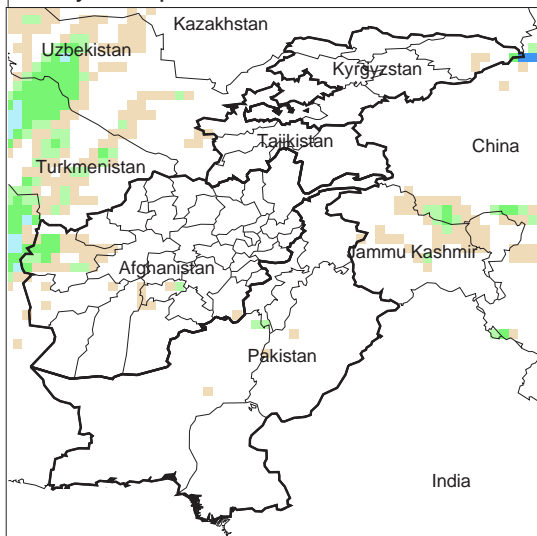 Kazakhstan
Uzbekistan
Kyrgyzstan
Tajikistan
China
Turkmenistan
Jammu Kashmir
Afghanistan
Pakistan
India